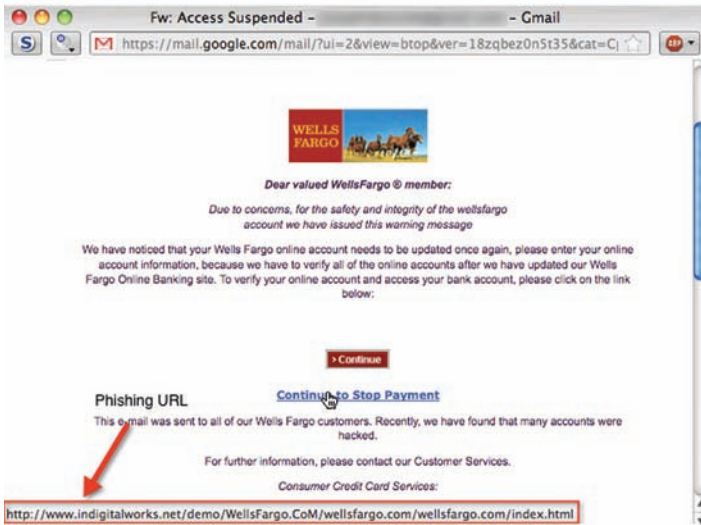 Fw: Access Suspended – – Gmail
S
https://mail.google.com/mail/?ui=2&view=btop&ver=18zqbez0n5t35&cat=C
ABP
WELLS
FARGO
Dear valued WellsFargo ® member:
Due to concerns, for the safety and integrity of the wellsfargo
account we have issued this warning message
We have noticed that your Wells Fargo online account needs to be updated once again, please enter your online
account information, because we have to verify all of the online accounts after we have updated our Wells
Fargo Online Banking site. To verify your online account and access your bank account, please click on the link
below:
› Continue
Phishing URL
Continue to Stop Payment
This e-mail was sent to all of our Wells Fargo customers. Recently, we have found that many accounts were
hacked.
For further information, please contact our Customer Services.
Consumer Credit Card Services:
http://www.indigitalworks.net/demo/WellsFargo.CoM/wellsfargo.com/wellsfargo.com/index.html